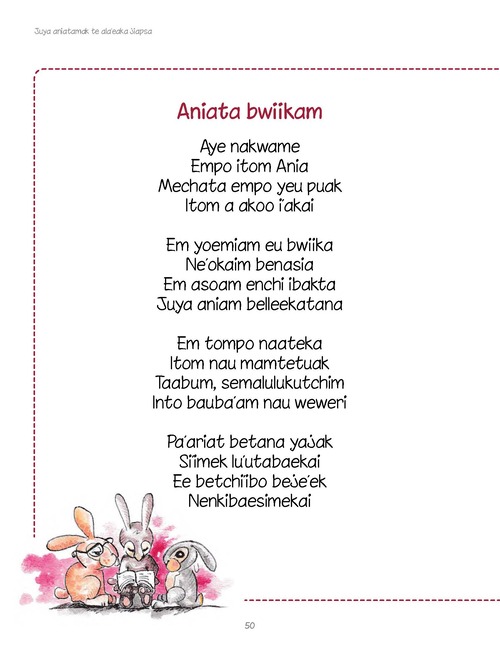 Juya aniatamak te ala'eaka Jiapsa
Aniata bwiikam
Aye nakwame
Empo itom Ania
Mechata empo yeu puak
Itom a akoo i'akai
Em yoemiam eu bwiika
Ne'okaim benasia
Em asoam enchi ibakta
Juya aniam belleekatana
Em tompo naateka
Itom nau mamtetuak
Taabum, semalulukutchim
Into bauba'am nau weweri
Pa'ariat betana yajak
Siimek lu'utabaekai
Ee betchiibo beje'ek
Nenkibaesimekai
50